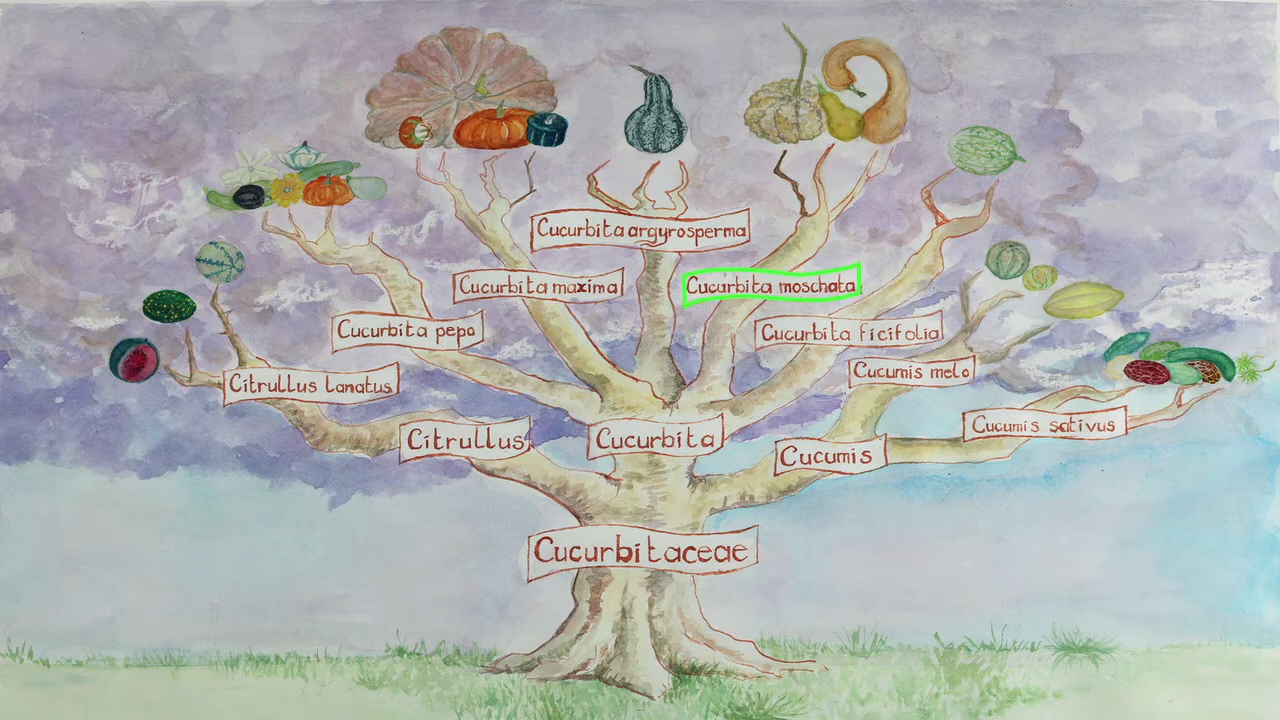 Cucurbita argyrosperma
Cucurbita maxima
Cucurbita moschata
Cucurbita pepo
Cucurbita ficifolia
Citrullus lanatus
Cucumis melo
Cucumis sativus
Citrullus
Cucurbita
Cucumis
Cucurbitaceae